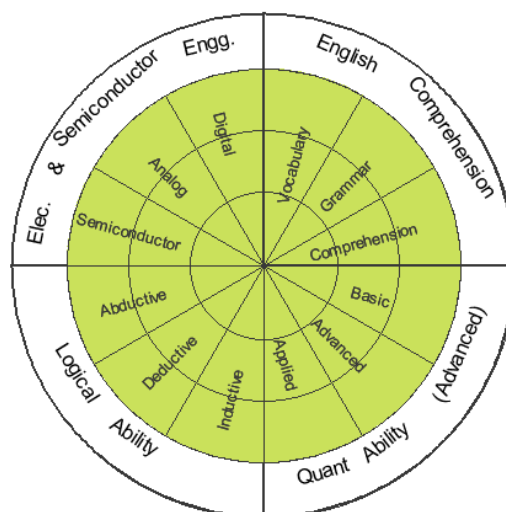 Elec. & Semiconductor Engg.
English Comprehension
Digital
Analog
Semiconductor
Vocabulary
Grammar
Comprehension
Abductive
Deductive
Inductive
Basic
Advanced
Applied
Logical Ability
Quant Ability (Advanced)